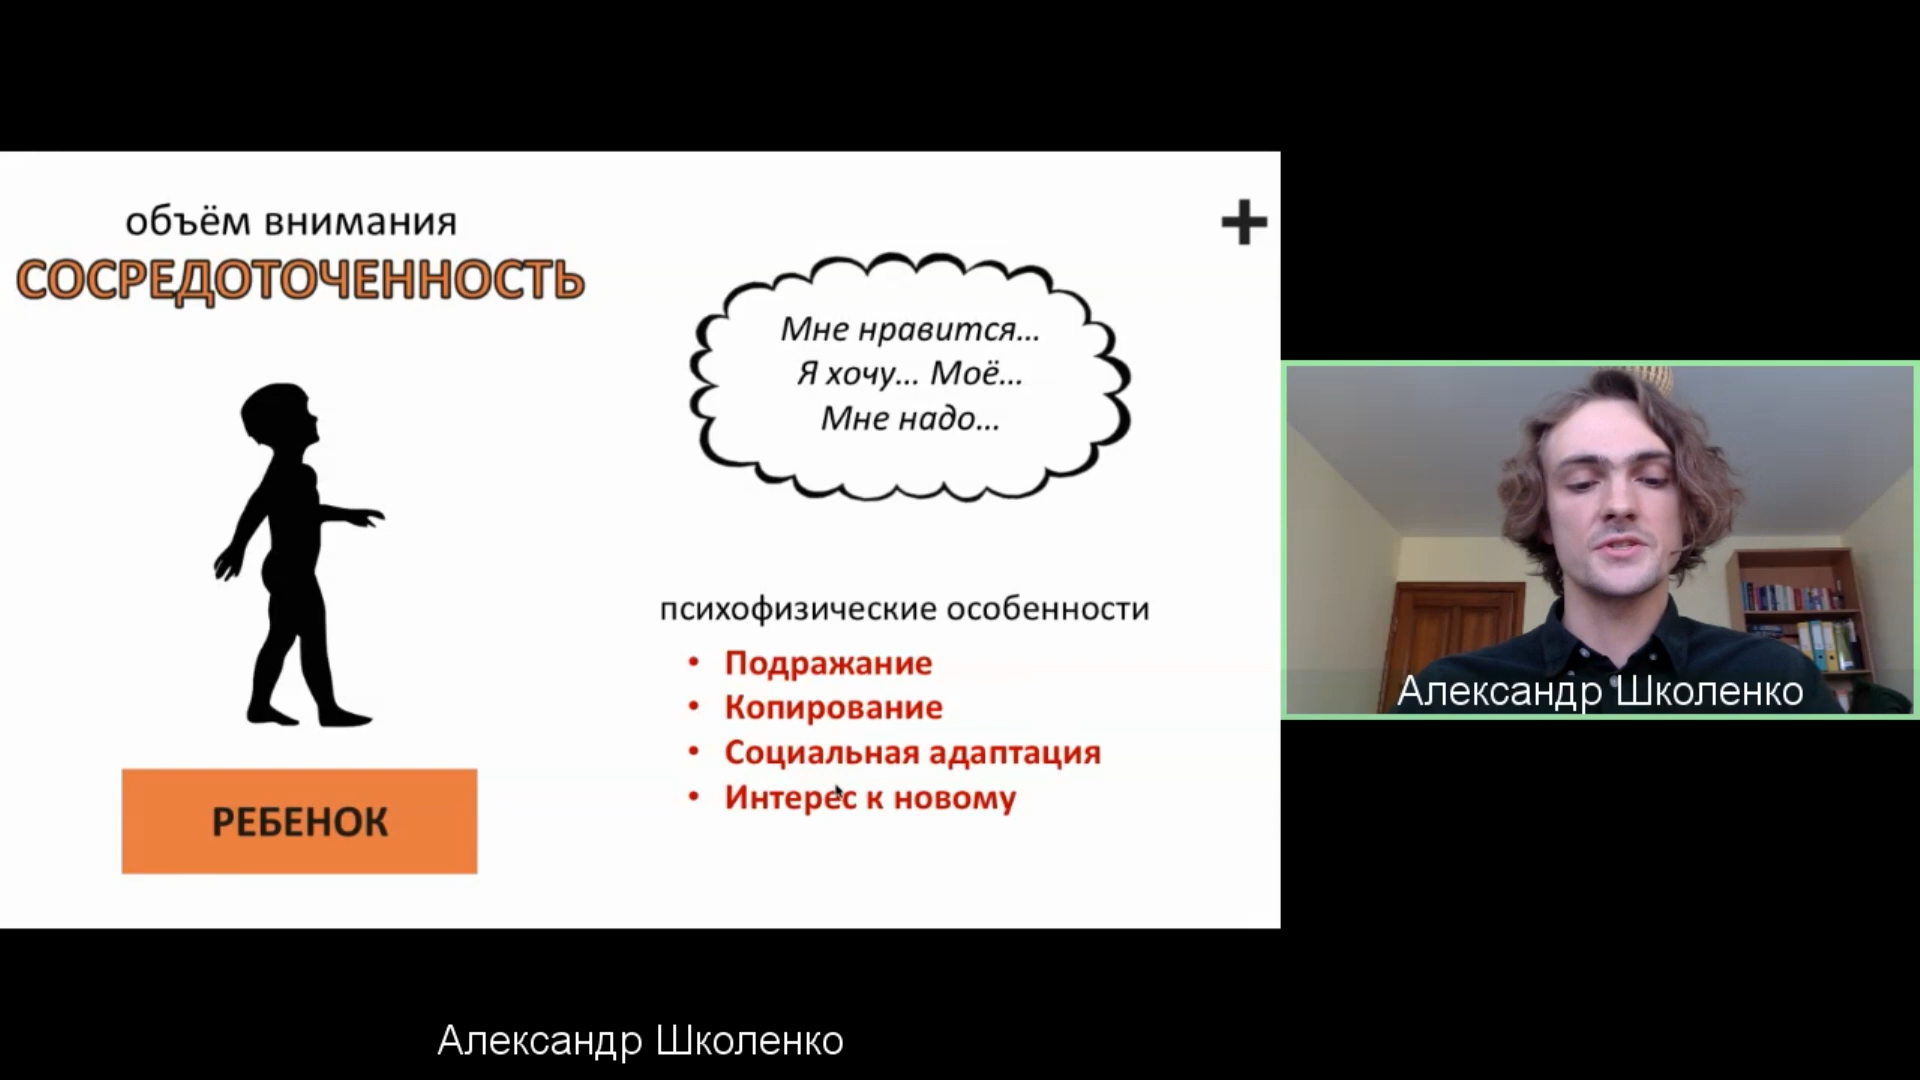 объём внимания
СОСРЕДОТОЧЕННОСТЬ
Мне нравится...
Я хочу... Моё...
Мне надо...
психофизические особенности
• Подражание
• Копирование
• Социальная адаптация
• Интерес к новому
РЕБЕНОК
Александр Школенко
Александр Школенко